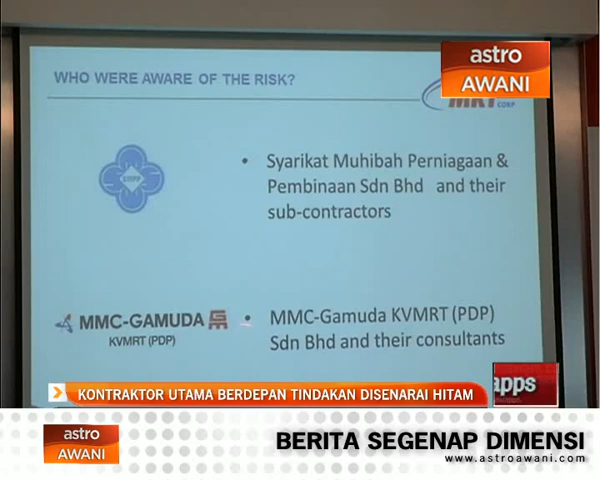 astro
AWANI
WHO WERE AWARE OF THE RISK?
MRT
CORP
• Syarikat Muhibah Perniagaan &
Pembinaan Sdn Bhd and their
sub-contractors
MMC-GAMUDA
KVMRT (PDP)
• MMC-Gamuda KVMRT (PDP)
Sdn Bhd and their consultants
KONTRAKTOR UTAMA BERDEPAN TINDAKAN DISENARAI HITAM
apps
astro
AWANI
BERITA SEGENAP DIMENSI
www.astroawani.com